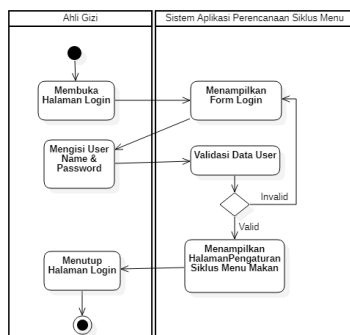 Ahli Gizi
Sistem Aplikasi Perencanaan Siklus Menu
Membuka
Halaman Login
Menampilkan
Form Login
Mengisi User
Name &
Password
Validasi Data User
Invalid
Valid
Menampilkan
HalamanPengaturan
Siklus Menu Makan
Menutup
Halaman Login